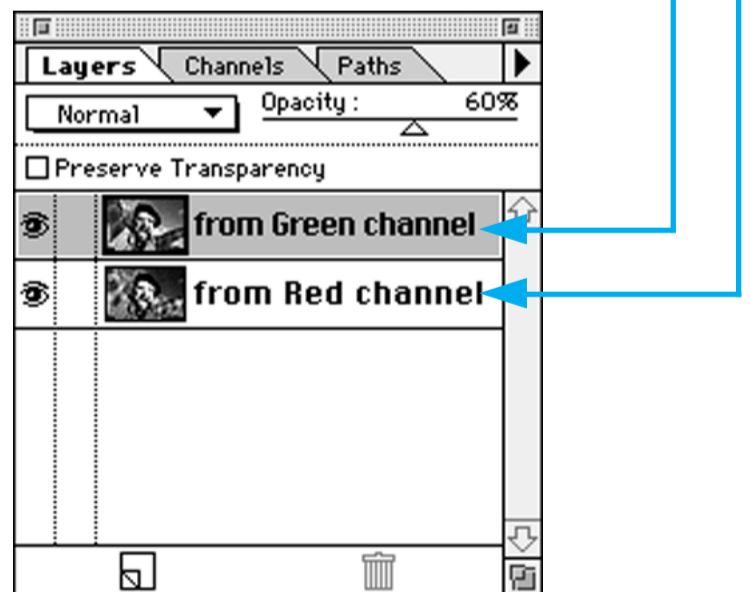 Layers Channels Paths
Normal Opacity : 60%
Preserve Transparency
from Green channel
from Red channel